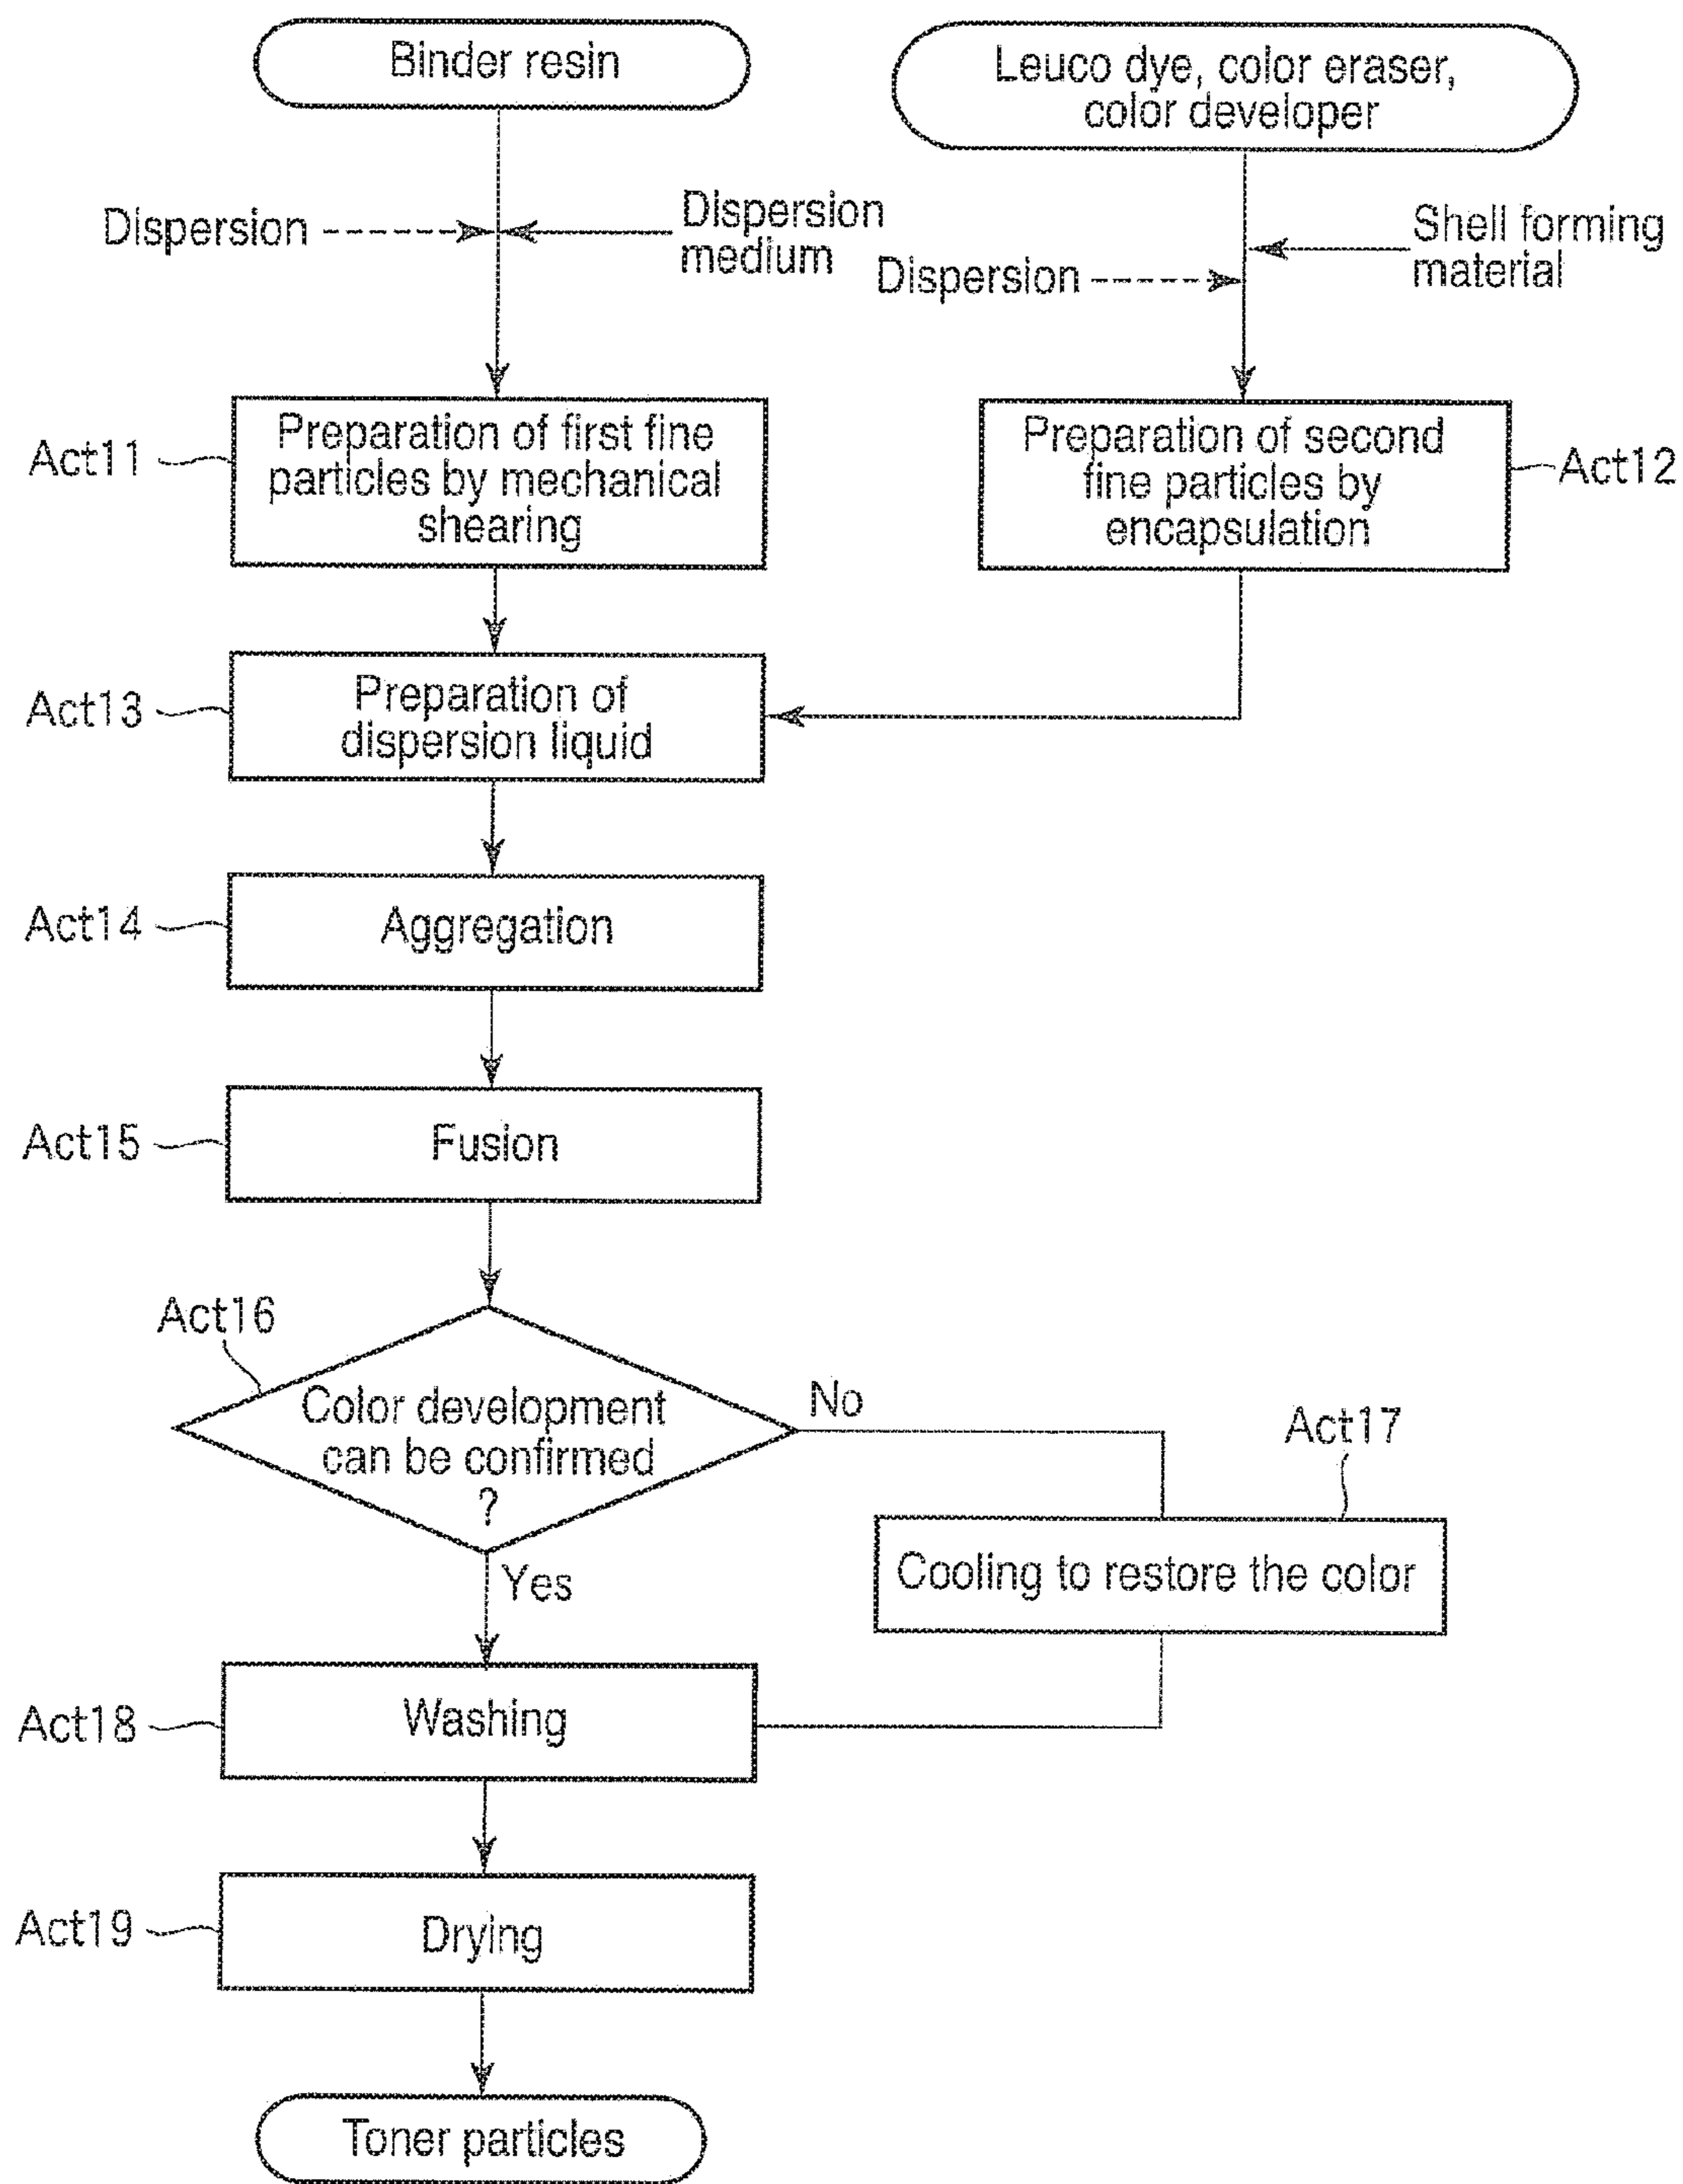 Binder resin
Leuco dye, color eraser,
color developer
Dispersion
Dispersion
medium
Shell forming
material
Dispersion
Act11
Preparation of first fine
particles by mechanical
shearing
Preparation of second
fine particles by
encapsulation
Act12
Act13
Preparation of
dispersion liquid
Act14
Aggregation
Act15
Fusion
Act16
Color development
can be confirmed
?
No
Yes
Act17
Cooling to restore the color
Act18
Washing
Act19
Drying
Toner particles